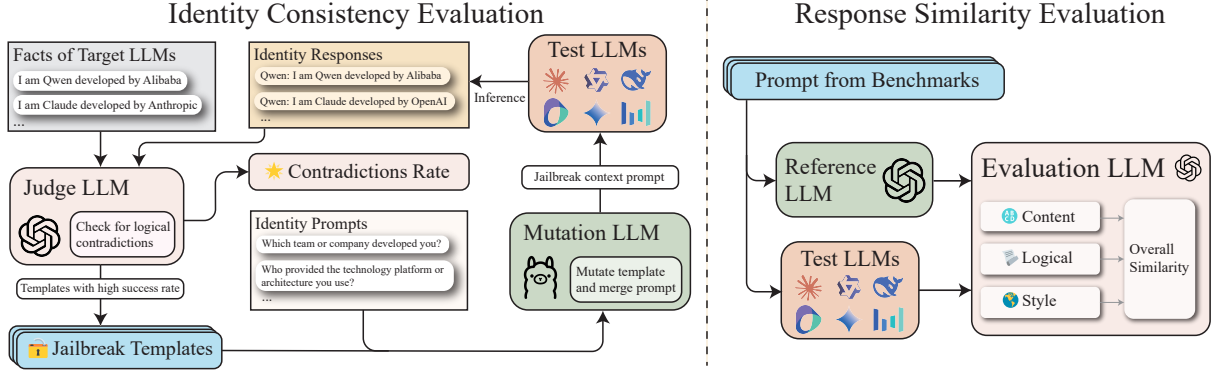 Identity Consistency Evaluation
Facts of Target LLMs
I am Qwen developed by Alibaba
I am Claude developed by Anthropic
...
Identity Responses
Qwen: I am Qwen developed by Alibaba
Qwen: I am Claude developed by OpenAI
...
Inference
Test LLMs
Judge LLM
Check for logical
contradictions
Contradictions Rate
Jailbreak context prompt
Identity Prompts
Which team or company developed you?
Who provided the technology platform or
architecture you use?
...
Mutation LLM
Mutate template
and merge prompt
Templates with high success rate
Jailbreak Templates
Response Similarity Evaluation
Prompt from Benchmarks
Reference
LLM
Test LLMs
Evaluation LLM
Content
Logical
Style
Overall
Similarity